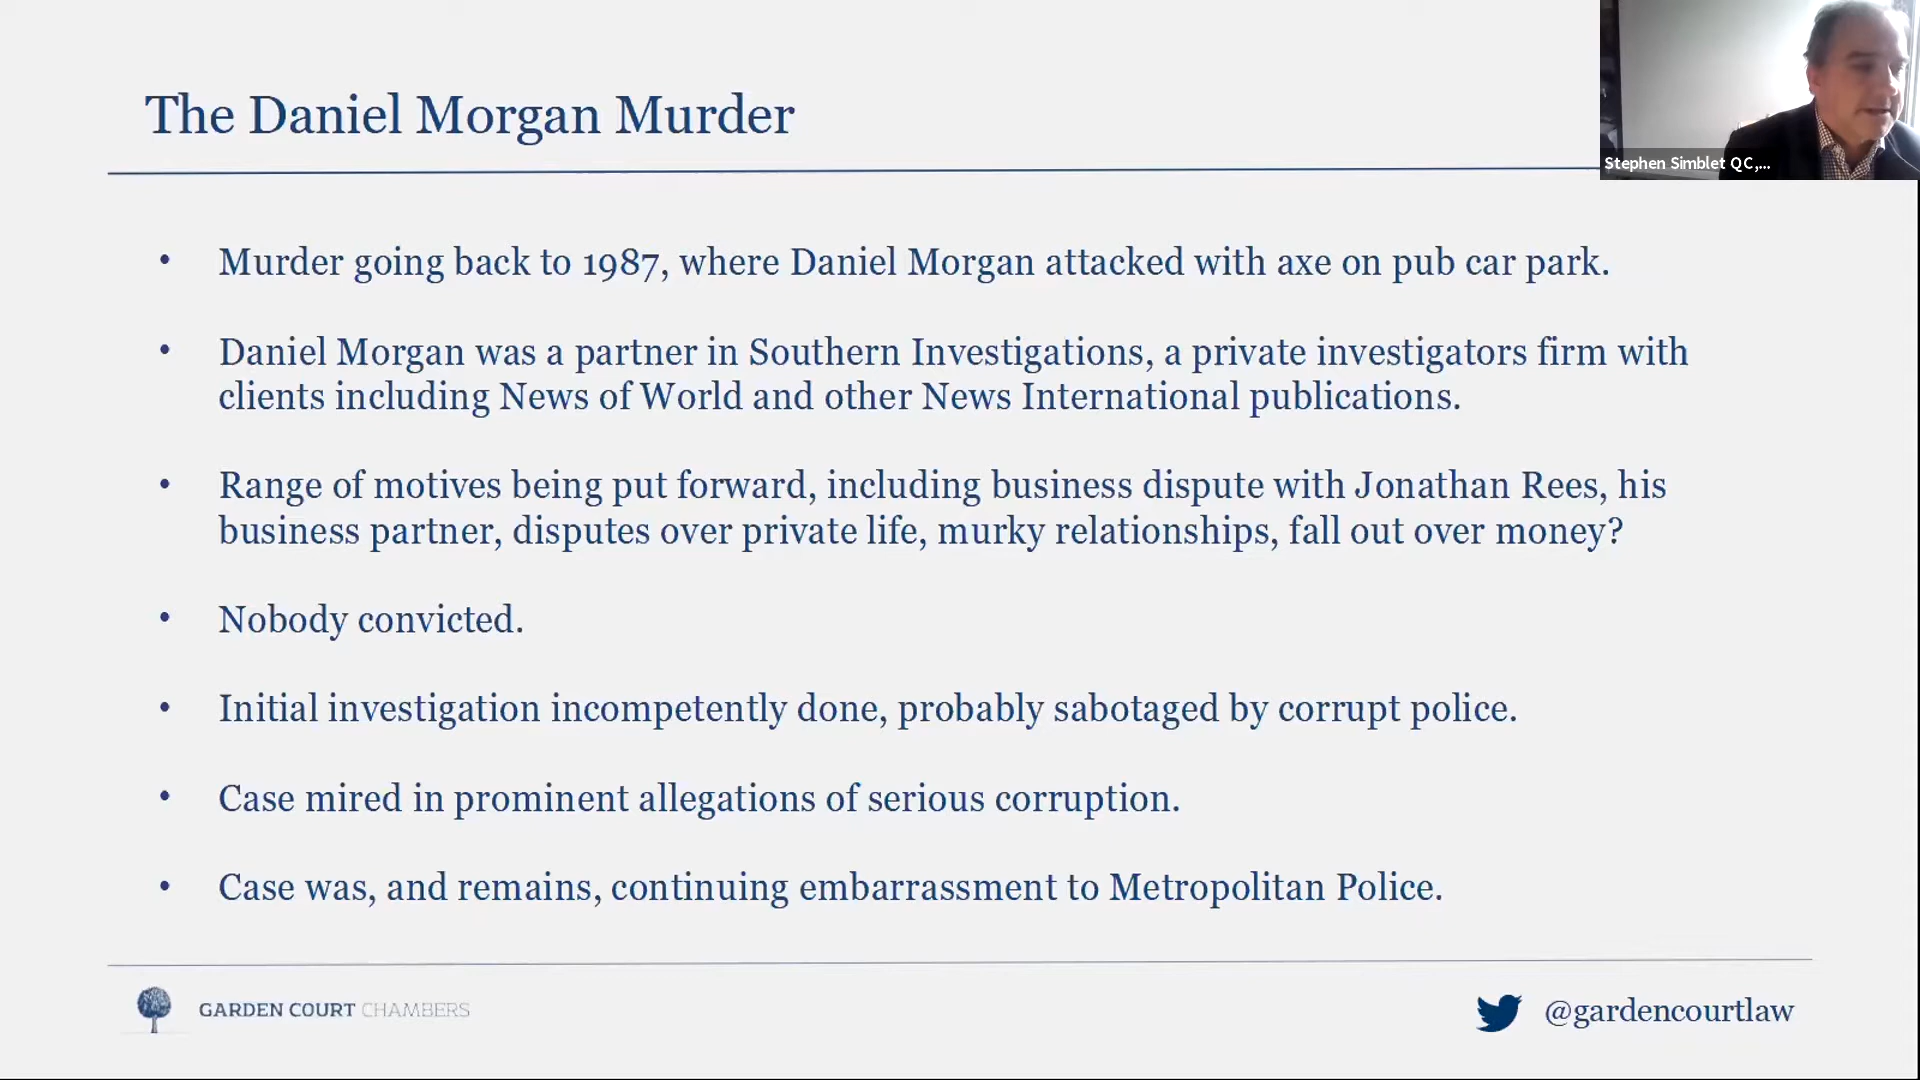 The Daniel Morgan Murder
Stephen Simblet QC,...
• Murder going back to 1987, where Daniel Morgan attacked with axe on pub car park.
• Daniel Morgan was a partner in Southern Investigations, a private investigators firm with
clients including News of World and other News International publications.
• Range of motives being put forward, including business dispute with Jonathan Rees, his
business partner, disputes over private life, murky relationships, fall out over money?
• Nobody convicted.
• Initial investigation incompetently done, probably sabotaged by corrupt police.
• Case mired in prominent allegations of serious corruption.
• Case was, and remains, continuing embarrassment to Metropolitan Police.
GARDEN COURT CHAMBERS
@gardencourtlaw